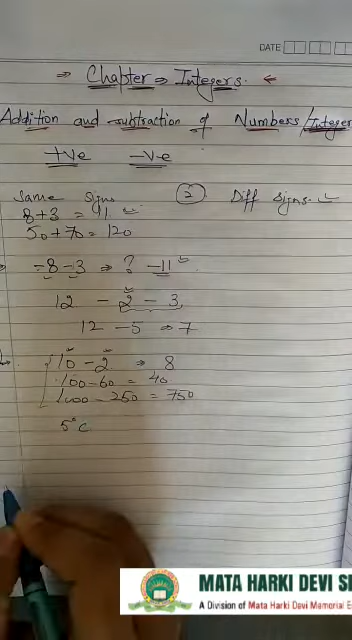 DATE
⇒ Chapter ⇒ Integers. ←
Addition and subtraction of Numbers/Integer
+ve -ve
Same Signs ② Diff Signs.
8+3 = 11
50+70 = 120
-8-3 ⇒ ? -11
12 - 2 - 3
12 - 5 ⇒ 7
10 - 2 ⇒ 8
100-60 = 40
1000 - 250 = 750
5°C
MATA HARKI DEVI S
A Division of Mata Harki Devi Memorial E